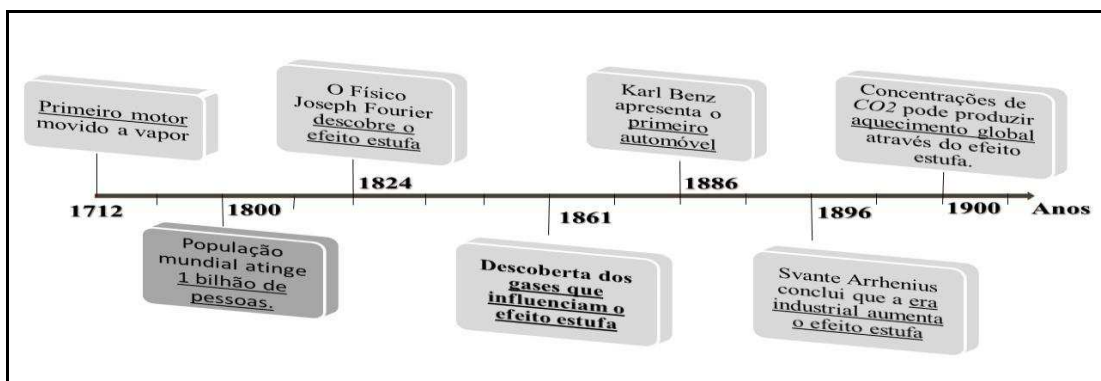 Primeiro motor
movido a vapor
O Físico
Joseph Fourier
descobre o
efeito estufa
Karl Benz
apresenta o
primeiro
automóvel
Concentrações de
CO2 pode produzir
aquecimento global
através do efeito
estufa.
1712
1800
1824
1861
1886
1896
1900
Anos
População
mundial atinge
1 bilhão de
pessoas.
Descoberta dos
gases que
influenciam o
efeito estufa
Svante Arrhenius
conclui que a era
industrial aumenta
o efeito estufa